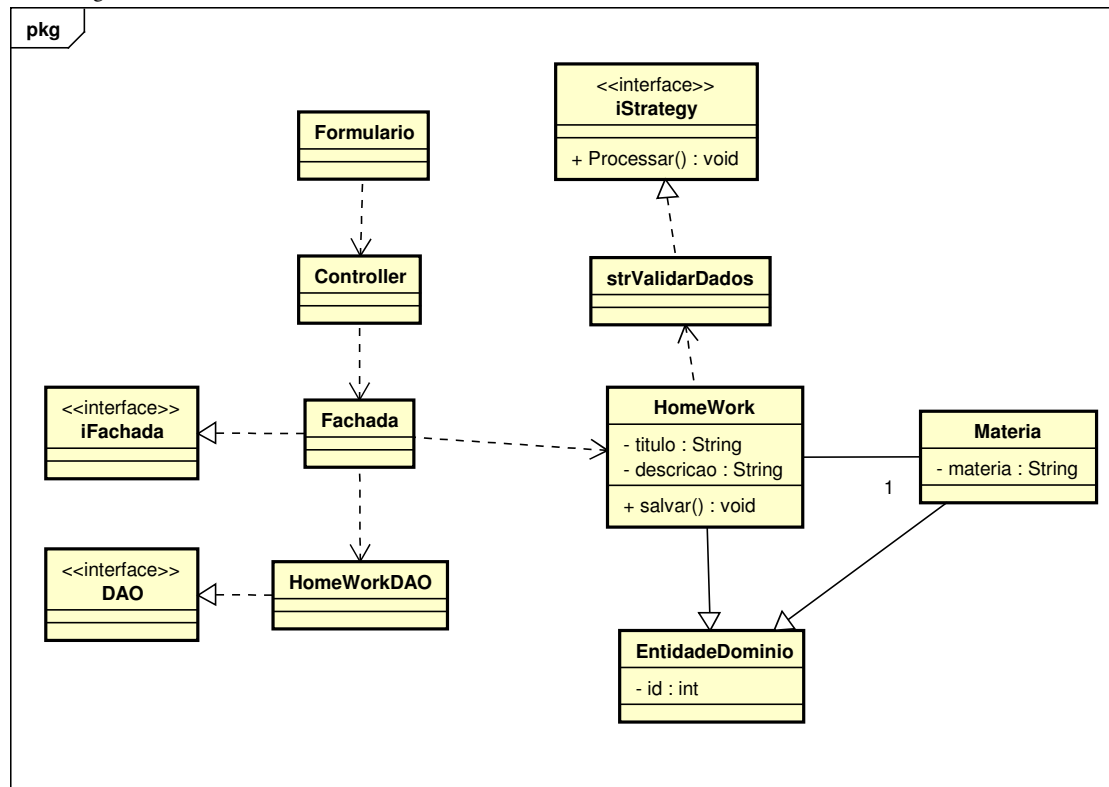 pkg
<<interface>>
iStrategy
+ Processar() : void
Formulario
Controller
strValidarDados
<<interface>>
iFachada
Fachada
HomeWork
- titulo : String
- descricao : String
+ salvar() : void
Materia
- materia : String
1
<<interface>>
DAO
HomeWorkDAO
EntidadeDominio
- id : int